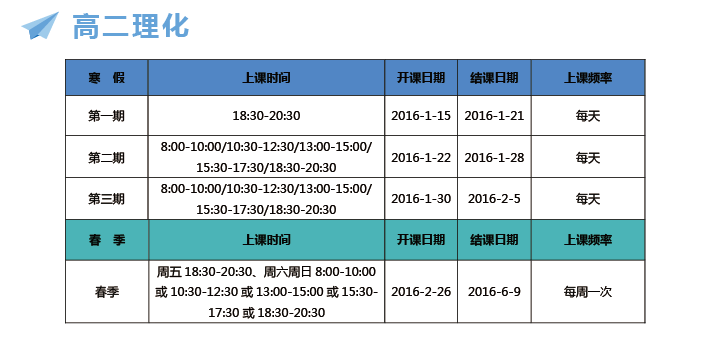 高二理化
寒 假 上课时间 开课日期 结课日期 上课频率
第一期 18:30-20:30 2016-1-15 2016-1-21 每天
第二期 8:00-10:00/10:30-12:30/13:00-15:00/ 2016-1-22 2016-1-28 每天
15:30-17:30/18:30-20:30
第三期 8:00-10:00/10:30-12:30/13:00-15:00/ 2016-1-30 2016-2-5 每天
15:30-17:30/18:30-20:30
春 季 上课时间 开课日期 结课日期 上课频率
春季 周五 18:30-20:30、周六周日 8:00-10:00 2016-2-26 2016-6-9 每周一次
或 10:30-12:30 或 13:00-15:00 或 15:30-
17:30 或 18:30-20:30